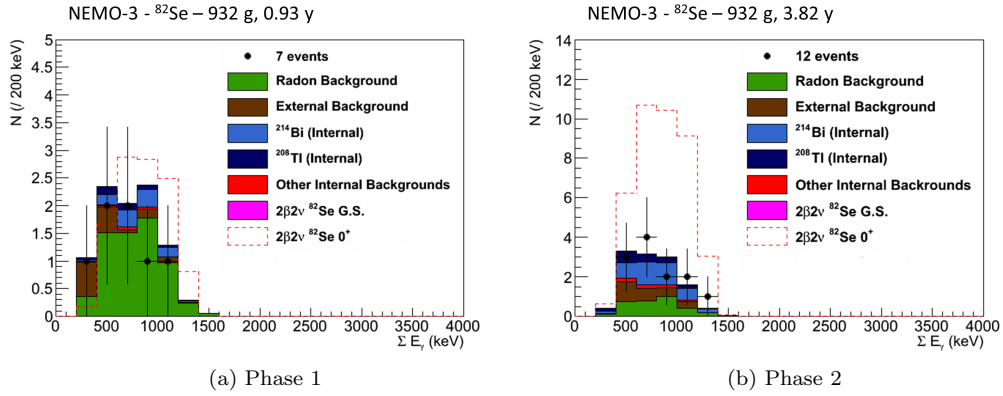 NEMO-3 - ⁸²Se – 932 g, 0.93 y
N (/ 200 keV)
5
4.5
4
3.5
3
2.5
2
1.5
1
0.5
0
7 events
Radon Background
External Background
²¹⁴Bi (Internal)
²⁰⁸Tl (Internal)
Other Internal Backgrounds
2β2ν ⁸²Se G.S.
2β2ν ⁸²Se 0⁺
0 500 1000 1500 2000 2500 3000 3500 4000
Σ Eᵧ (keV)
(a) Phase 1
NEMO-3 - ⁸²Se – 932 g, 3.82 y
N (/ 200 keV)
14
12
10
8
6
4
2
0
12 events
Radon Background
External Background
²¹⁴Bi (Internal)
²⁰⁸Tl (Internal)
Other Internal Backgrounds
2β2ν ⁸²Se G.S.
2β2ν ⁸²Se 0⁺
0 500 1000 1500 2000 2500 3000 3500 4000
Σ Eᵧ (keV)
(b) Phase 2